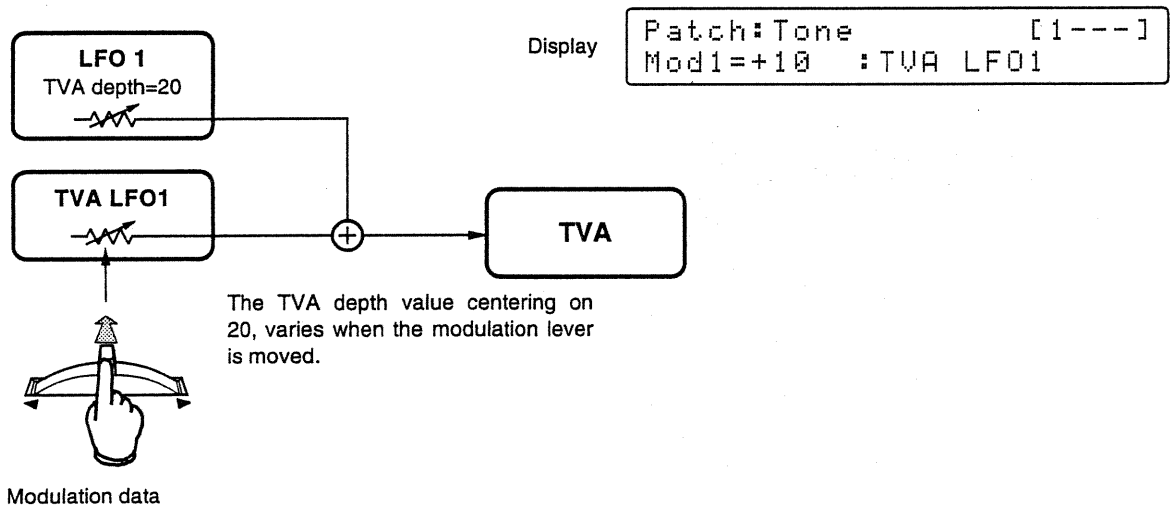 LFO 1
TVA depth=20
Display
Patch:Tone [1---]
Mod1=+10 :TVA LFO1
TVA LFO1
TVA
The TVA depth value centering on
20, varies when the modulation lever
is moved.
Modulation data